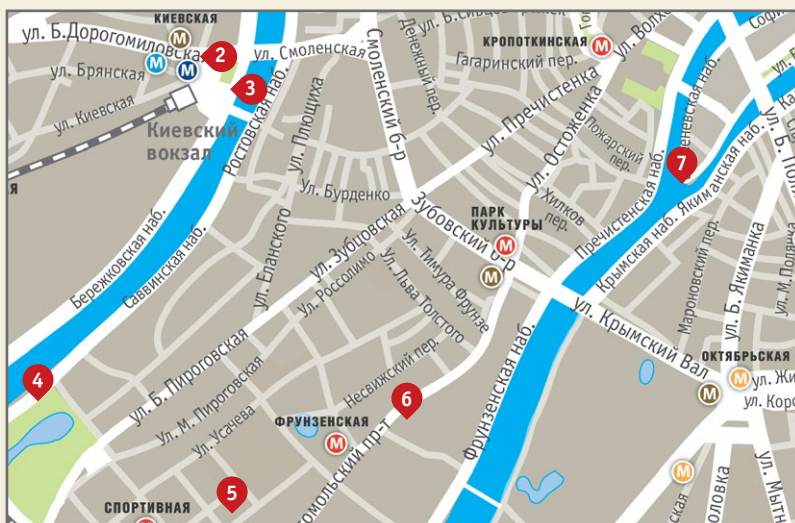 КИЕВСКАЯ
ул. Б.Дорогомиловская
2
ул. Смоленская
ул. Брянская
3
ул. Киевская
Киевский
вокзал
Ростовская наб.
ул. Плющиха
Смоленский б-р
Денежный пер.
КРОПОТКИНСКАЯ
Гагаринский пер.
ул. Пречистенка
ул. Остоженка
Пожарский
пер.
7
Ул. Бурденко
Зубовский б-р
ПАРК
КУЛЬТУРЫ
Хилков
пер.
Пречистенская наб.
Крымская наб.
Якиманская наб.
Бережковская наб.
Саввинская наб.
ул. Еланского
ул. Зубцовская
ул. Россолимо
ул. Тимура Фрунзе
ул. Льва Толстого
Мароновский пер.
ул. Б. Якиманка
ул. М.Полянка
ул. Крымский Вал
ОКТЯБРЬСКАЯ
4
ул. Б. Пироговская
ул. М. Пироговская
ул. Усачева
Несвижский пер.
6
ФРУНЗЕНСКАЯ
Фрунзенская наб.
5
СПОРТИВНАЯ
M
M
M
M
M
M
M
M
M
M